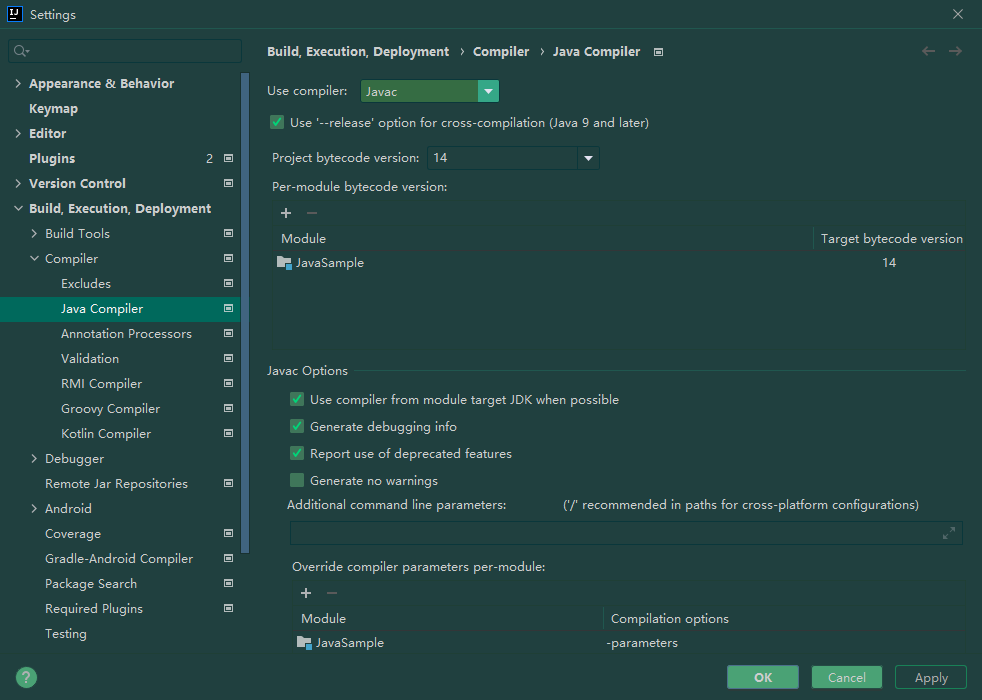 Settings
Appearance & Behavior
Keymap
Editor
Plugins 2
Version Control
Build, Execution, Deployment
Build Tools
Compiler
Excludes
Java Compiler
Annotation Processors
Validation
RMI Compiler
Groovy Compiler
Kotlin Compiler
Debugger
Remote Jar Repositories
Android
Coverage
Gradle-Android Compiler
Package Search
Required Plugins
Testing
Build, Execution, Deployment › Compiler › Java Compiler
Use compiler: Javac
Use '--release' option for cross-compilation (Java 9 and later)
Project bytecode version: 14
Per-module bytecode version:
Module Target bytecode version
JavaSample 14
Javac Options
Use compiler from module target JDK when possible
Generate debugging info
Report use of deprecated features
Generate no warnings
Additional command line parameters: ('/' recommended in paths for cross-platform configurations)
Override compiler parameters per-module:
Module Compilation options
JavaSample -parameters
? OK Cancel Apply